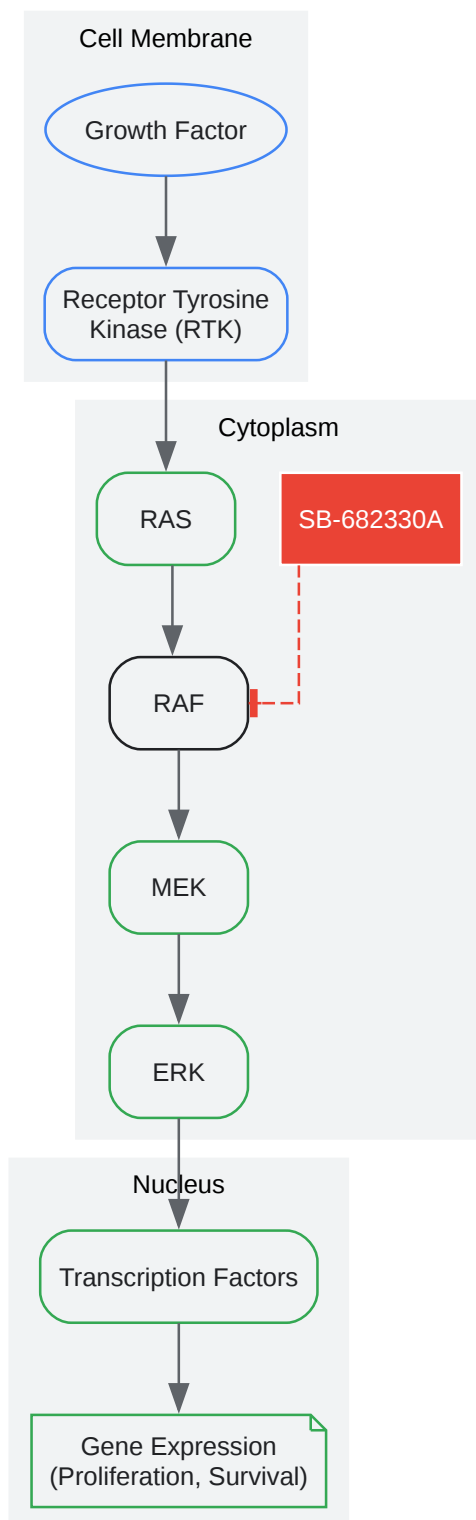 Cell Membrane
Growth Factor
Receptor Tyrosine
Kinase (RTK)
Cytoplasm
RAS
SB-682330A
RAF
MEK
ERK
Nucleus
Transcription Factors
Gene Expression
(Proliferation, Survival)